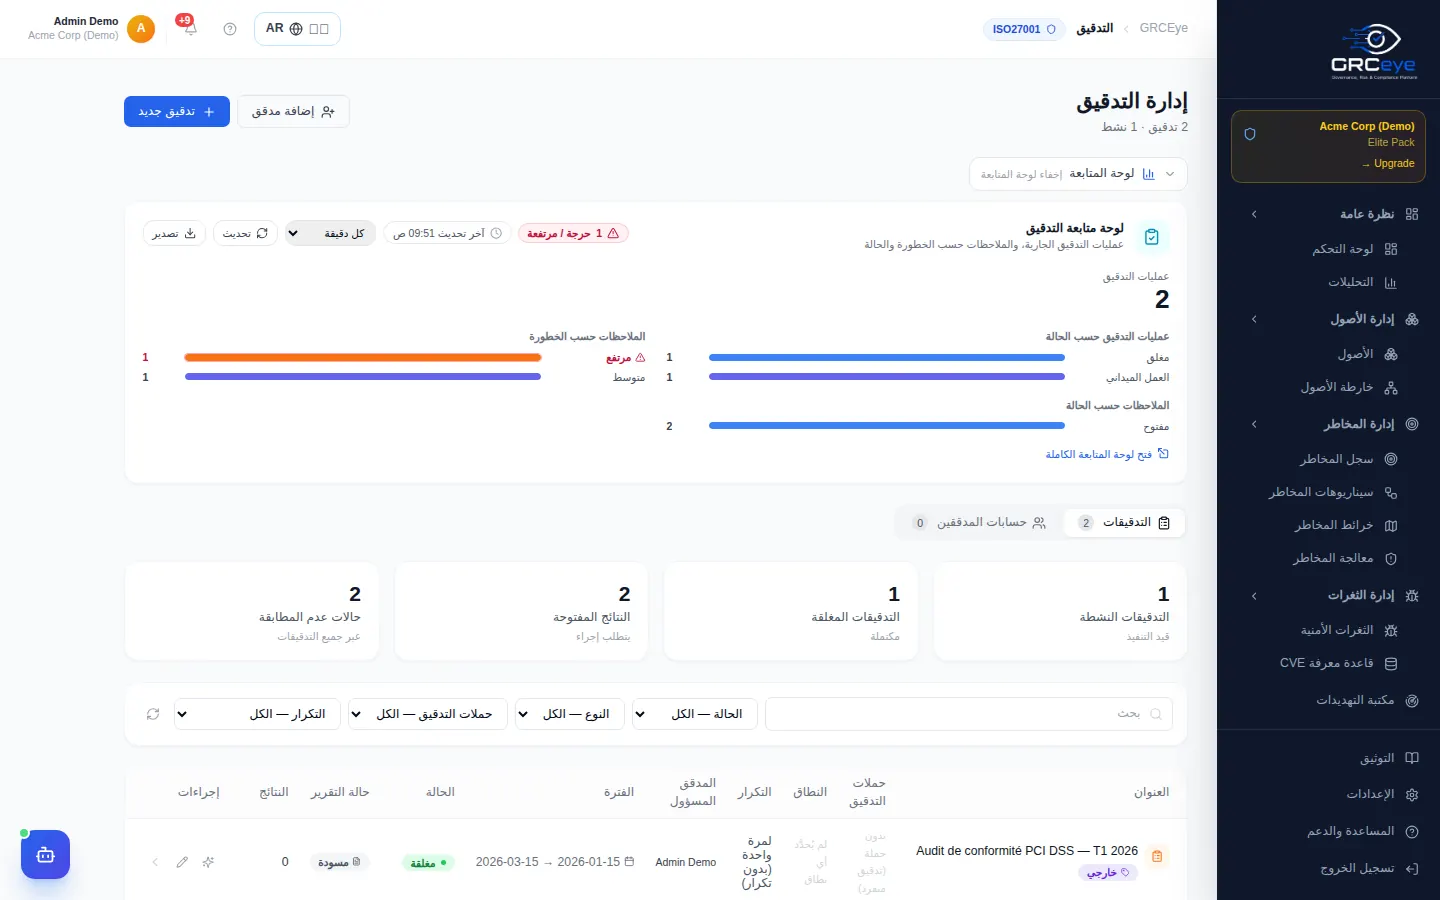 GRCeye
Governance, Risk & Compliance Platform
Acme Corp (Demo)
Elite Pack
→ Upgrade
نظرة عامة
لوحة التحكم
التحليلات
إدارة الأصول
الأصول
خارطة الأصول
إدارة المخاطر
سجل المخاطر
سيناريوهات المخاطر
خرائط المخاطر
معالجة المخاطر
إدارة الثغرات
الثغرات الأمنية
قاعدة معرفة CVE
مكتبة التهديدات
التوثيق
الإعدادات
المساعدة والدعم
تسجيل الخروج
GRCEye
التدقيق
ISO27001
AR
+9
A
Admin Demo
Acme Corp (Demo)
إدارة التدقيق
2 تدقيق · 1 نشط
إضافة مدقق
تدقيق جديد
لوحة المتابعة إخفاء لوحة المتابعة
لوحة متابعة التدقيق
عمليات التدقيق الجارية، والملاحظات حسب الخطورة والحالة
1 حرجة / مرتفعة
آخر تحديث 09:51 ص
كل دقيقة
تحديث
تصدير
عمليات التدقيق
2
عمليات التدقيق حسب الحالة
مغلق 1
العمل الميداني 1
الملاحظات حسب الخطورة
مرتفع 1
متوسط 1
الملاحظات حسب الحالة
مفتوح 2
فتح لوحة المتابعة الكاملة
التدقيقات 2
حسابات المدققين 0
1
التدقيقات النشطة
قيد التنفيذ
1
التدقيقات المغلقة
مكتملة
2
النتائج المفتوحة
يتطلب إجراء
2
حالات عدم المطابقة
عبر جميع التدقيقات
بحث
الحالة — الكل
النوع — الكل
حملات التدقيق — الكل
التكرار — الكل
العنوان
حملات التدقيق
النطاق
التكرار
المدقق المسؤول
الفترة
الحالة
حالة التقرير
النتائج
إجراءات
Audit de conformité PCI DSS — T1 2026
خارجي
بدون
حملة
(تدقيق
منفرد)
لم يُحدَّد
أي
نطاق
لمرة
واحدة
(بدون
تكرار)
Admin Demo
2026-01-15 → 2026-03-15
مغلقة
مسودة
0